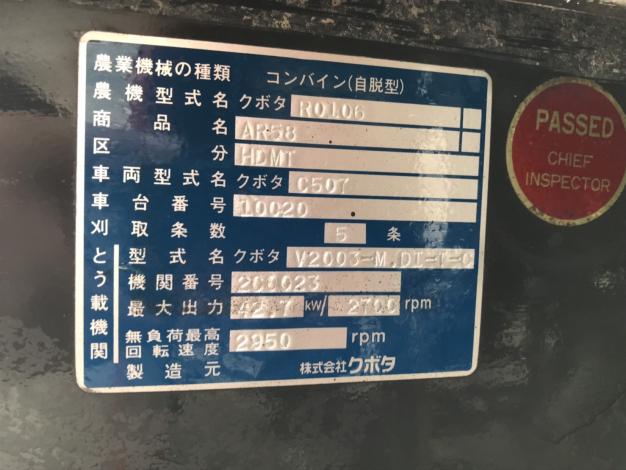 農業機械の種類 コンバイン(自脱型)
農機型式名 クボタ R0106
商品名 AR58
区分 HDMT
車両型式名 クボタ C507
車台番号 10020
刈取条数 5 条
とう載機関
型式名 クボタ V2003-M,DI-T-C
機関番号
最大出力 kW/ 2700 rpm
無負荷最高回転速度 2950 rpm
製造元 株式会社クボタ
PASSED
CHIEF
INSPECTOR